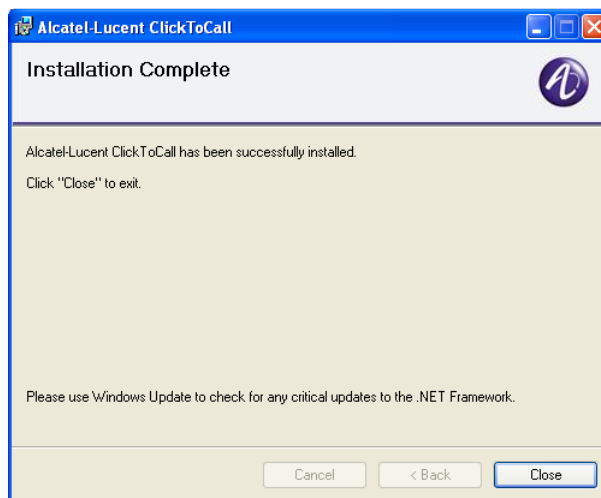 Alcatel-Lucent ClickToCall
Installation Complete
Alcatel-Lucent ClickToCall has been successfully installed.
Click "Close" to exit.
Please use Windows Update to check for any critical updates to the .NET Framework.
Cancel < Back Close